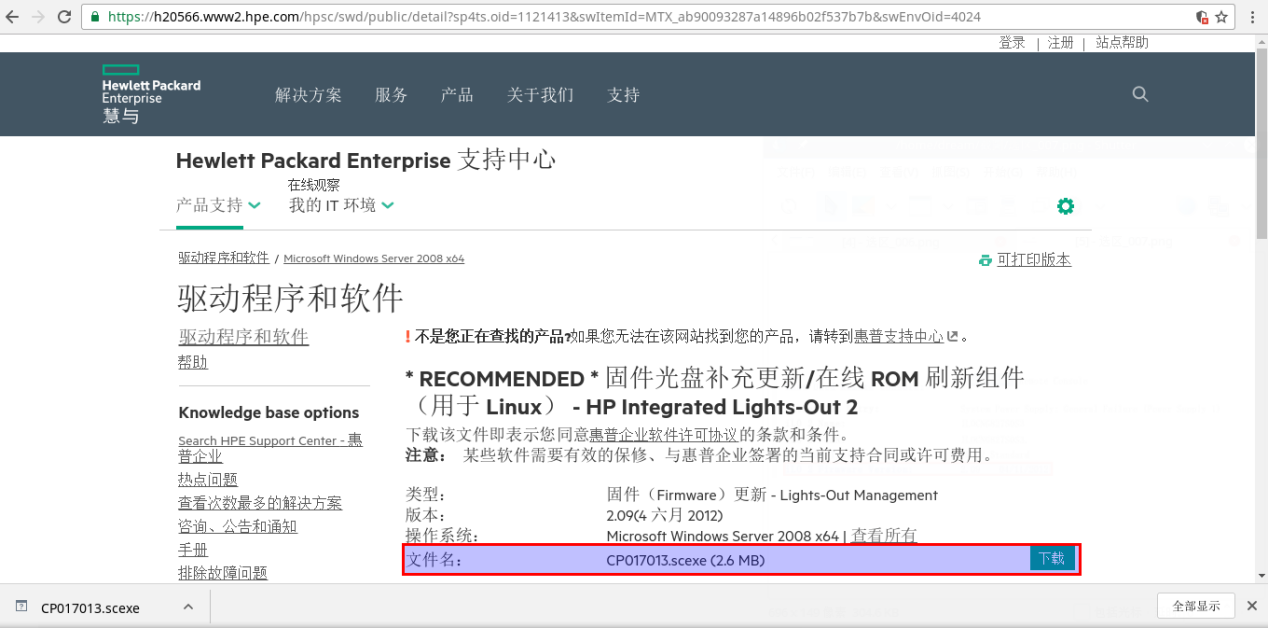 https://h20566.www2.hpe.com/hpsc/swd/public/detail?sp4ts.oid=1121413&swItemId=MTX_ab90093287a14896b02f537b7b&swEnvOid=4024
登录 | 注册 | 站点帮助
Hewlett Packard
Enterprise
慧与
解决方案 服务 产品 关于我们 支持
Hewlett Packard Enterprise 支持中心
在线观察
产品支持 我的 IT 环境
驱动程序和软件 / Microsoft Windows Server 2008 x64
可打印版本
驱动程序和软件
驱动程序和软件
帮助
Knowledge base options
Search HPE Support Center - 惠
普企业
热点问题
查看次数最多的解决方案
咨询、公告和通知
手册
排除故障问题
! 不是您正在查找的产品?如果您无法在该网站找到您的产品，请转到惠普支持中心。
* RECOMMENDED * 固件光盘补充更新/在线 ROM 刷新组件
（用于 Linux） - HP Integrated Lights-Out 2
下载该文件即表示您同意惠普企业软件许可协议的条款和条件。
注意： 某些软件需要有效的保修、与惠普企业签署的当前支持合同或许可费用。
类型： 固件（Firmware）更新 - Lights-Out Management
版本： 2.09(4 六月 2012)
操作系统： Microsoft Windows Server 2008 x64 | 查看所有
文件名： CP017013.scexe (2.6 MB) 下载
CP017013.scexe
全部显示